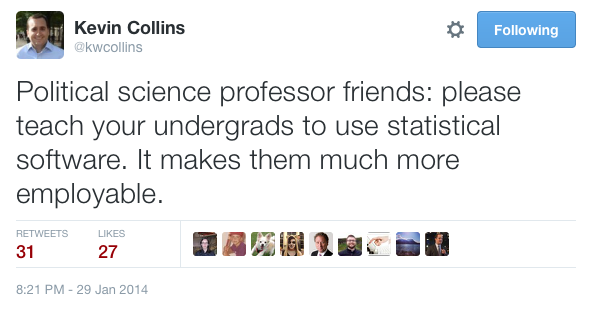 Kevin Collins
@kwcollins
Following
Political science professor friends: please
teach your undergrads to use statistical
software. It makes them much more
employable.
RETWEETS
LIKES
31
27
8:21 PM - 29 Jan 2014